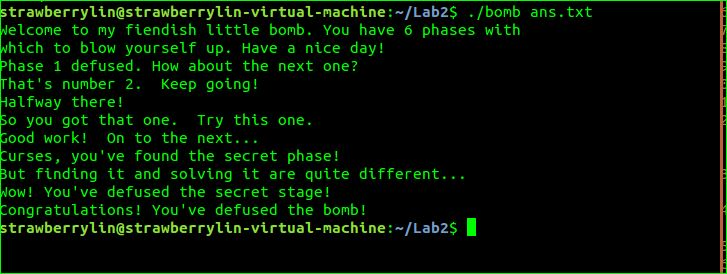 strawberrylin@strawberrylin-virtual-machine:~/Lab2$ ./bomb ans.txt
Welcome to my fiendish little bomb. You have 6 phases with
which to blow yourself up. Have a nice day!
Phase 1 defused. How about the next one?
That's number 2.  Keep going!
Halfway there!
So you got that one.  Try this one.
Good work!  On to the next...
Curses, you've found the secret phase!
But finding it and solving it are quite different...
Wow! You've defused the secret stage!
Congratulations! You've defused the bomb!
strawberrylin@strawberrylin-virtual-machine:~/Lab2$